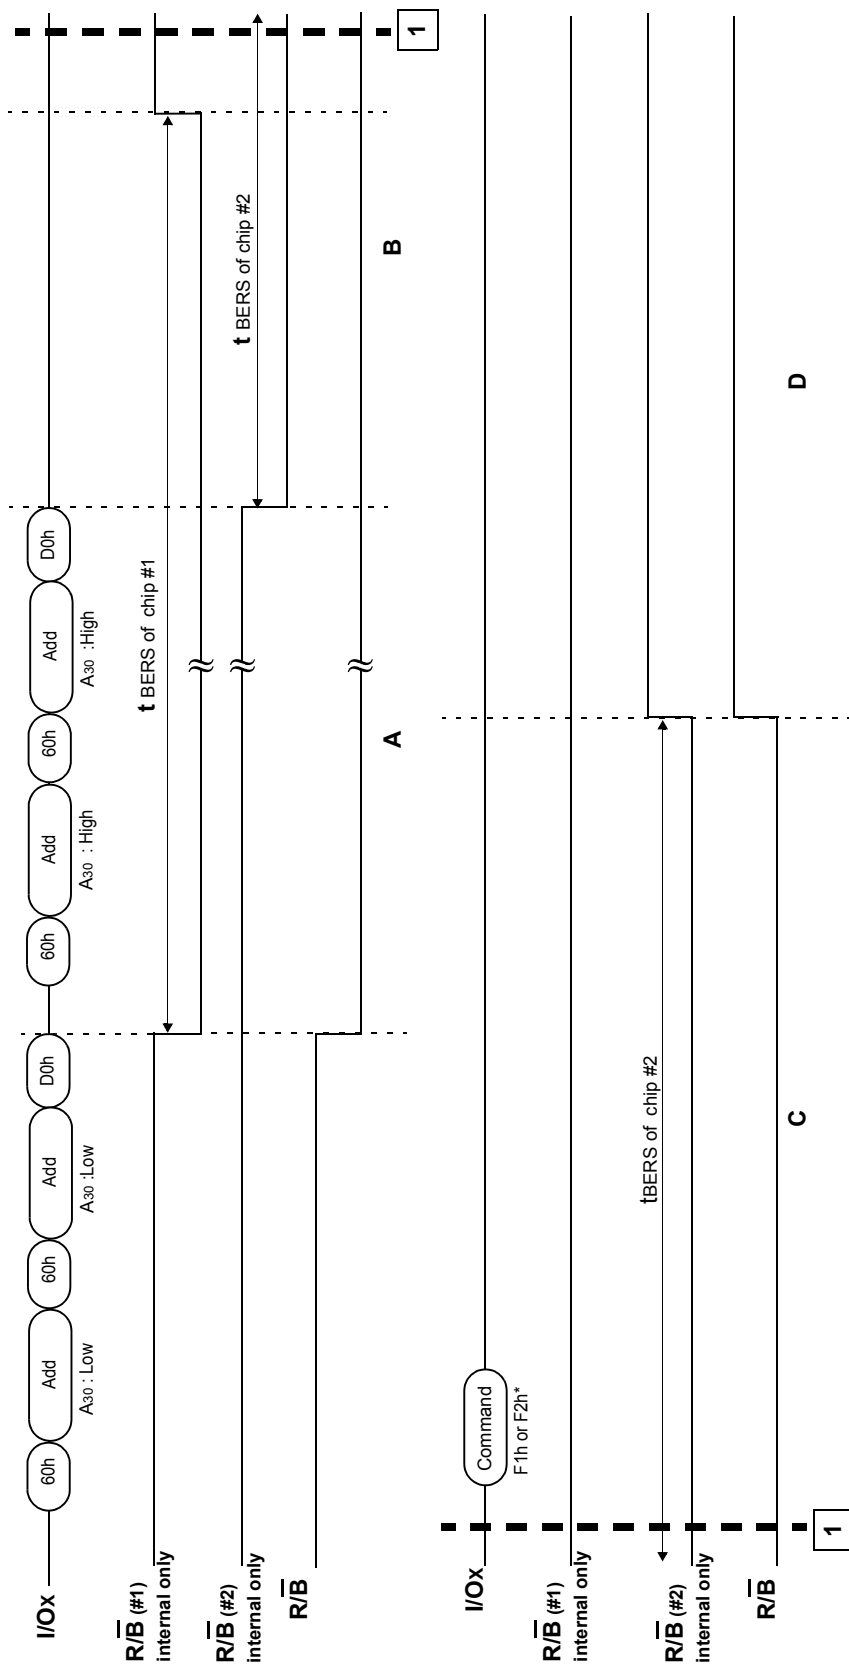 I/Ox
60h
Add
A30 : Low
60h
Add
A30 :Low
D0h
60h
Add
A30 : High
60h
Add
A30 :High
D0h
R/B (#1)
internal only
t BERS of chip #1
R/B (#2)
internal only
t BERS of chip #2
R/B
A
B
1
I/Ox
Command
F1h or F2h*
R/B (#1)
internal only
R/B (#2)
internal only
tBERS of chip #2
R/B
C
D
1